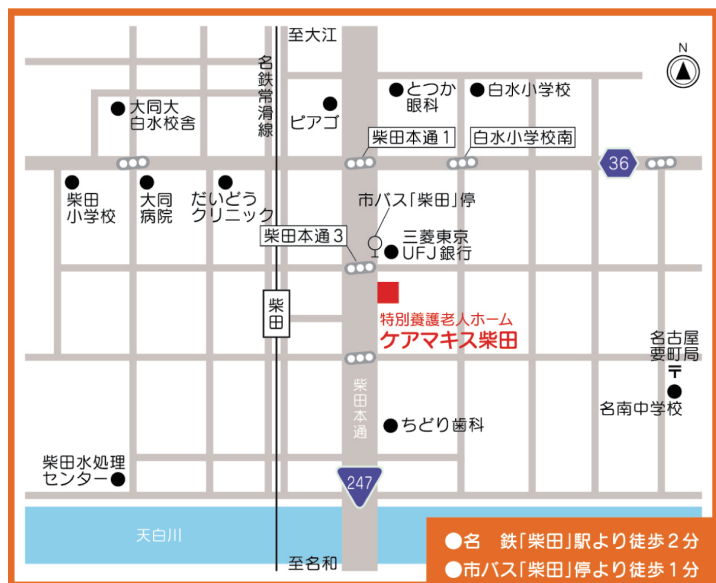 至大江
N
名鉄常滑線
大同大
白水校舎
ピアゴ
とつか
眼科
白水小学校
柴田本通1
白水小学校南
36
柴田
小学校
大同
病院
だいどう
クリニック
市バス「柴田」停
柴田本通3
三菱東京
UFJ銀行
柴田
特別養護老人ホーム
ケアマキス柴田
名古屋
要町局
〒
名南中学校
柴田本通
ちどり歯科
柴田水処理
センター
247
天白川
至名和
●名　鉄「柴田」駅より徒歩2分
●市バス「柴田」停より徒歩1分